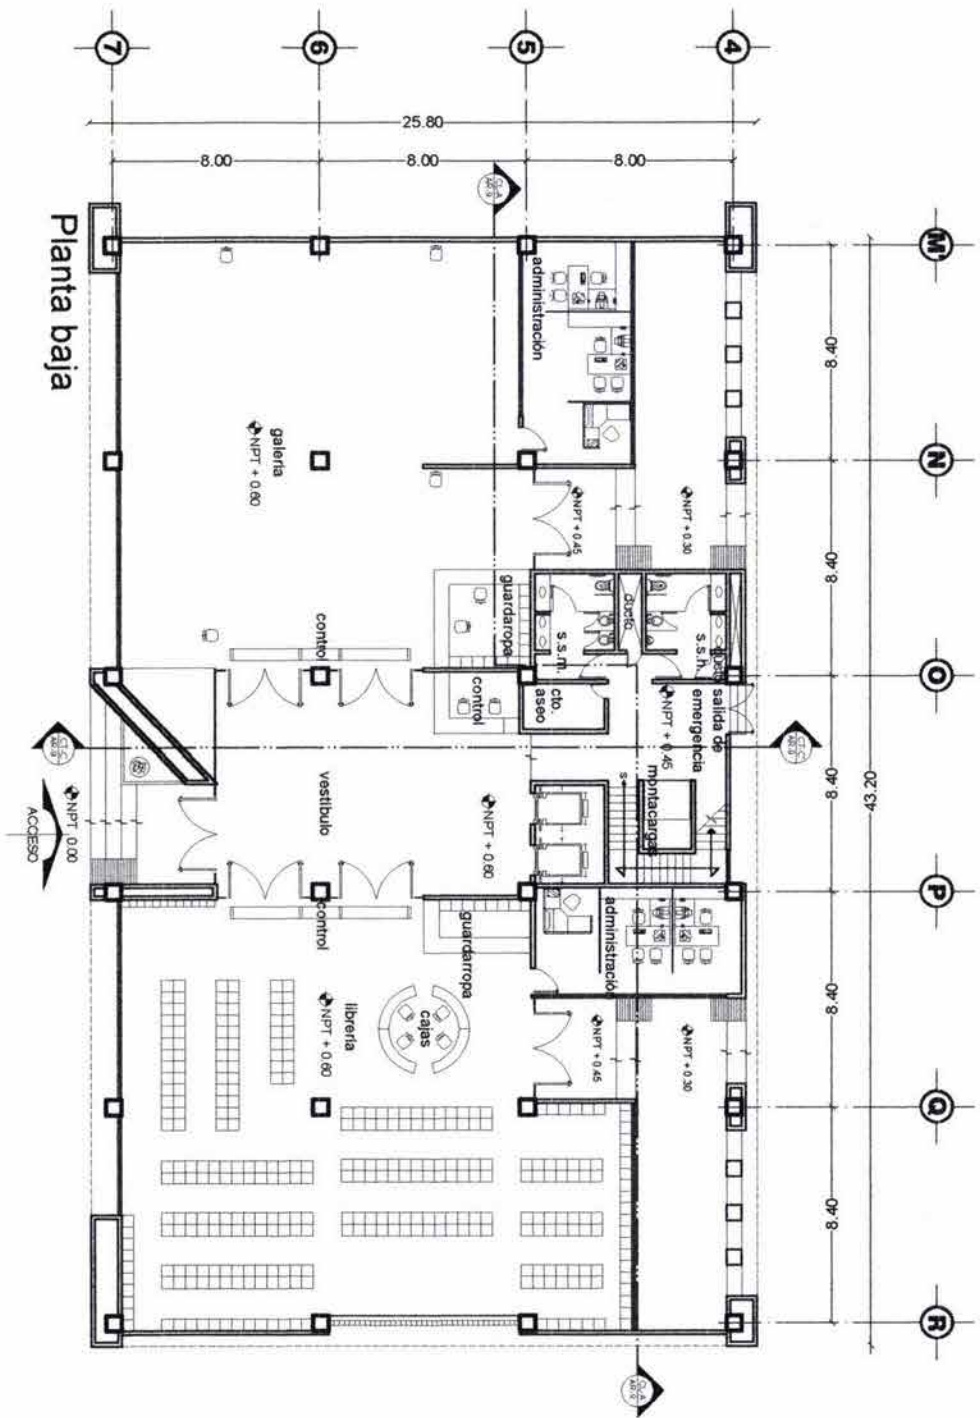 7
6
5
4
25.80
8.00
8.00
8.00
M'
N
O
P
Q
R
8.40
8.40
8.40
8.40
8.40
43.20
administración
galería
NPT + 0.60
NPT + 0.45
NPT + 0.30
guardaropa
control
control
s.s.m.
ducto
s.s.h.
ducto
cto.
aseo
salida de
emergencia
NPT + 0.45
montacargas
s
vestíbulo
NPT + 0.60
NPT 0.00
ACCESO
control
guardarropa
administración
librería
NPT + 0.60
cajas
NPT + 0.45
NPT + 0.30
Planta baja